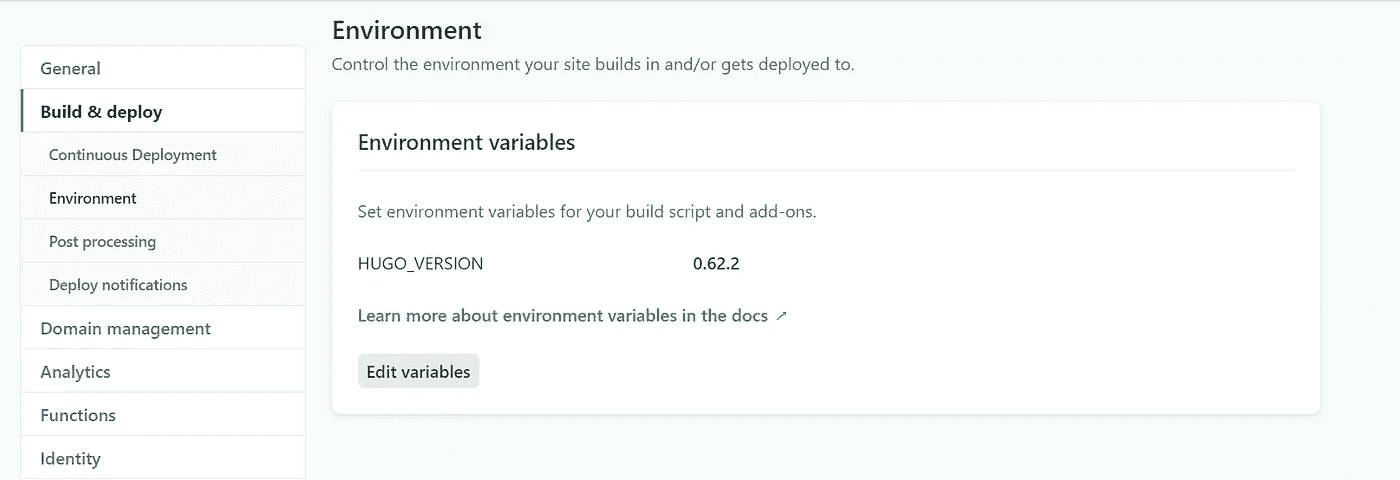 General
Build & deploy
Continuous Deployment
Environment
Post processing
Deploy notifications
Domain management
Analytics
Functions
Identity
Environment
Control the environment your site builds in and/or gets deployed to.
Environment variables
Set environment variables for your build script and add-ons.
HUGO_VERSION 0.62.2
Learn more about environment variables in the docs ↗
Edit variables